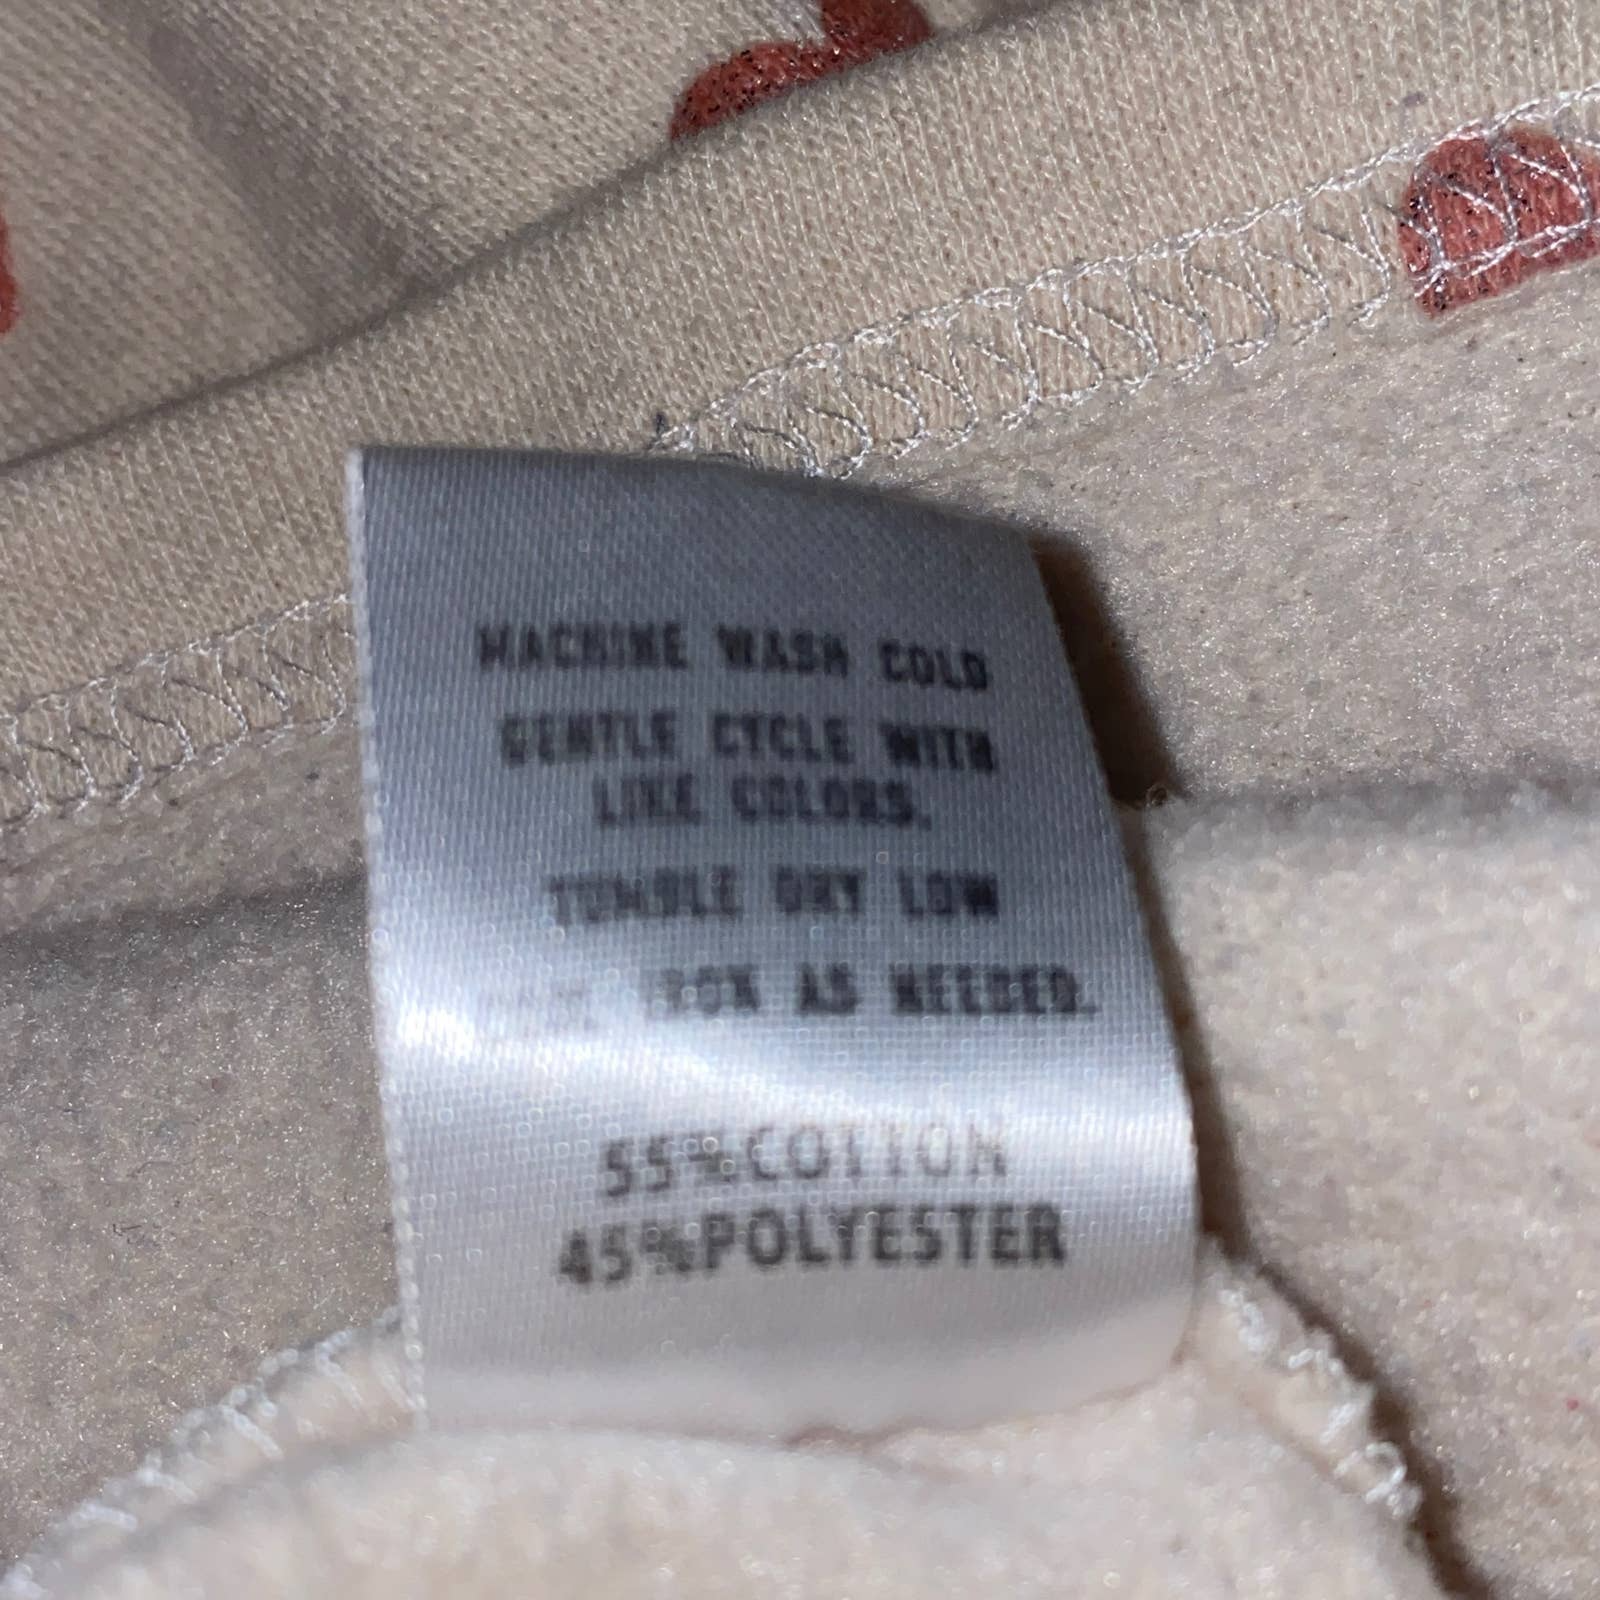 MACHINE WASH COLD
GENTLE CYCLE WITH
LIKE COLORS.
TUMBLE DRY LOW
IRON AS NEEDED.
55%COTTON
45%POLYESTER